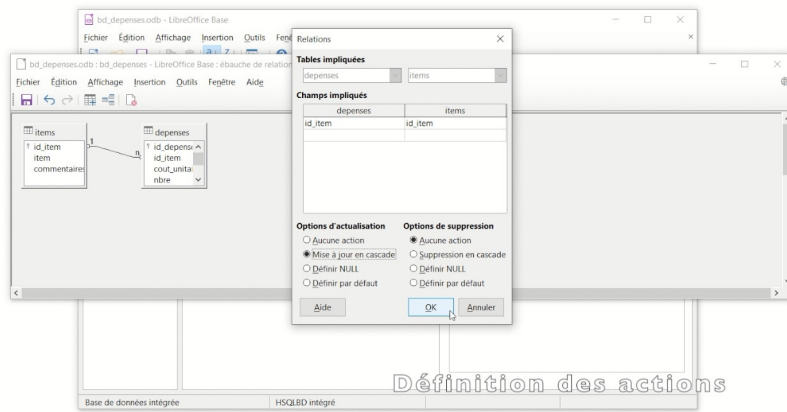 bd_depenses.odb - LibreOffice Base
Fichier Édition Affichage Insertion Outils
bd_depenses.odb : bd_depenses - LibreOffice Base : ébauche de relation
Fichier Édition Affichage Insertion Outils Fenêtre Aide
items
id_item
item
commentaires
1
n
depenses
id_depens
id_item
cout_unitai
nbre
Relations
Tables impliquées
depenses items
Champs impliqués
depenses items
id_item id_item
Options d'actualisation Options de suppression
Aucune action Aucune action
Mise à jour en cascade Suppression en cascade
Définir NULL Définir NULL
Définir par défaut Définir par défaut
Aide OK Annuler
Définition des actions
Base de données intégrée HSQLBD intégré